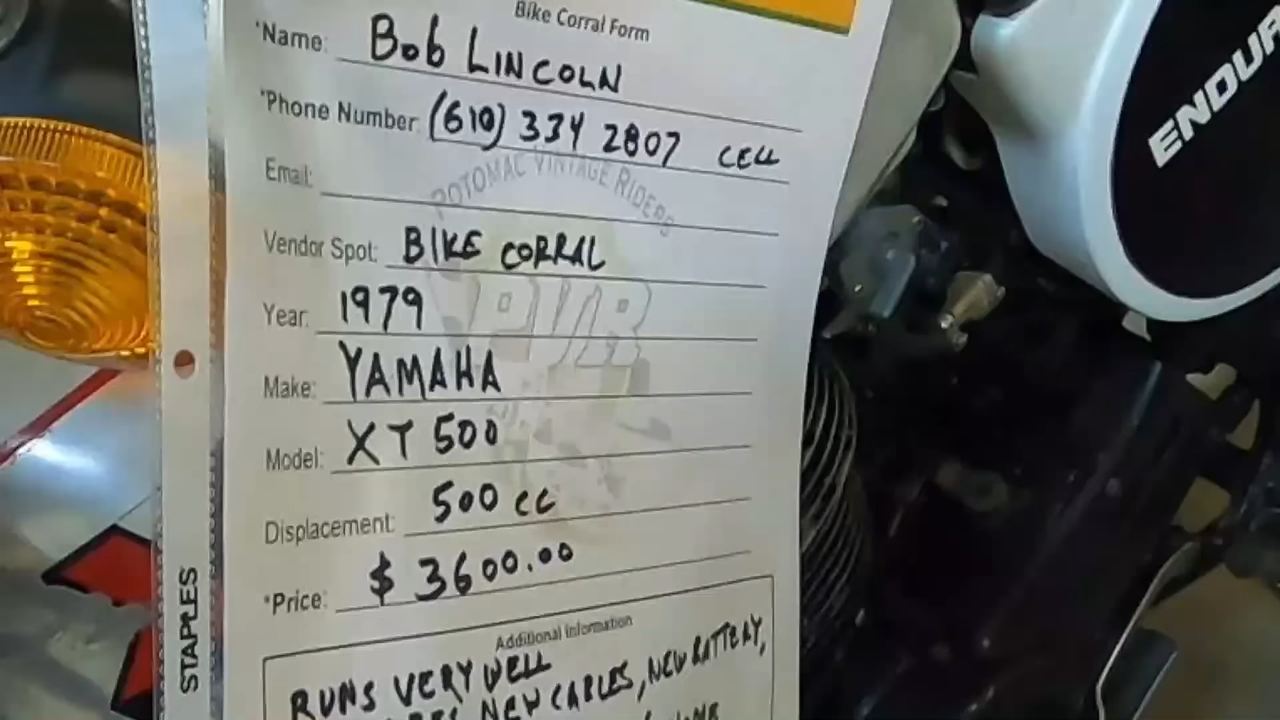 Bike Corral Form
*Name: Bob LINCOLN
*Phone Number: (610) 334 2807 CELL
Email:
POTOMAC VINTAGE RIDERS
Vendor Spot: BIKE CORRAL
PVR
Year: 1979
Make: YAMAHA
Model: XT 500
Displacement: 500 cc
*Price: $ 3600.00
Additional Information
RUNS VERY WELL
NEW CABLES, NEW BATTERY,
STAPLES
ENDUR